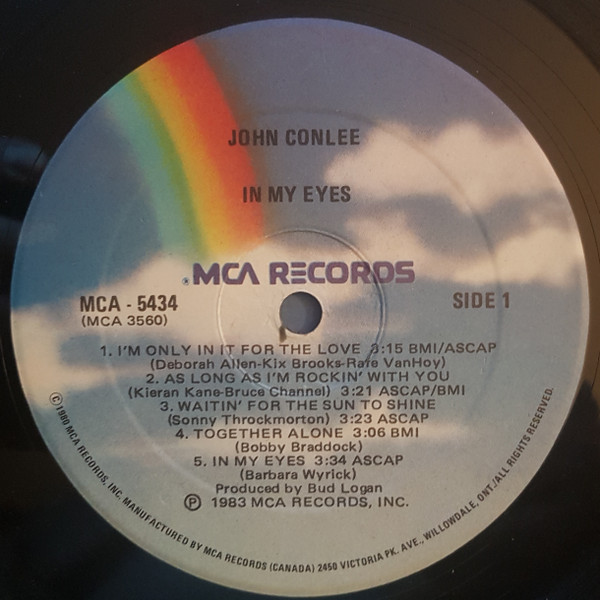 JOHN CONLEE
IN MY EYES
MCA RECORDS
MCA - 5434
(MCA 3560)
SIDE 1
1. I'M ONLY IN IT FOR THE LOVE 3:15 BMI/ASCAP
(Deborah Allen-Kix Brooks-Rafe VanHoy)
2. AS LONG AS I'M ROCKIN' WITH YOU
(Kieran Kane-Bruce Channel) 3:21 ASCAP/BMI
3. WAITIN' FOR THE SUN TO SHINE
(Sonny Throckmorton) 3:23 ASCAP
4. TOGETHER ALONE 3:06 BMI
(Bobby Braddock)
5. IN MY EYES 3:34 ASCAP
(Barbara Wyrick)
Produced by Bud Logan
℗ 1983 MCA RECORDS, INC.
©1980 MCA RECORDS, INC. MANUFACTURED BY MCA RECORDS (CANADA) 2450 VICTORIA PK. AVE., WILLOWDALE, ONT./ALL RIGHTS RESERVED.